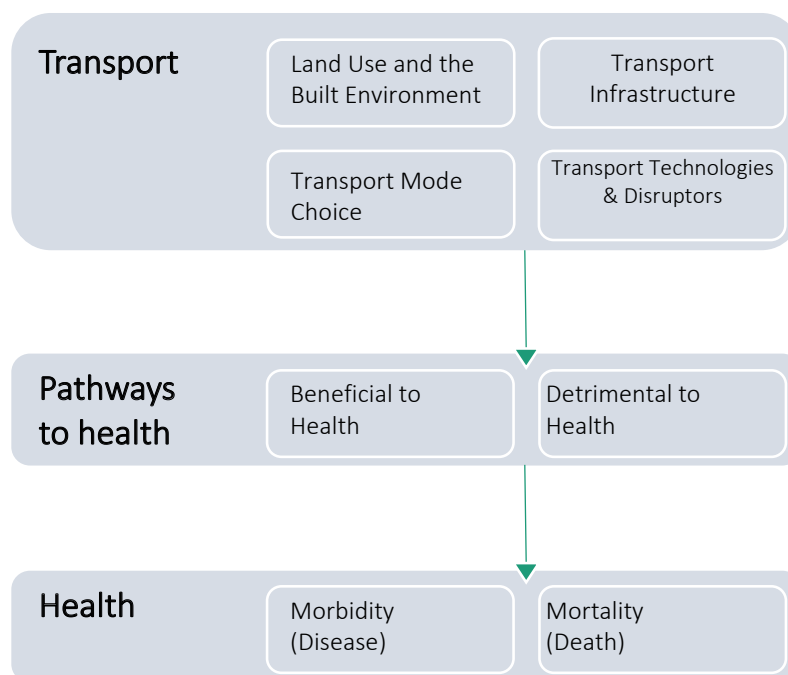 Transport
Land Use and the
Built Environment
Transport
Infrastructure
Transport Mode
Choice
Transport Technologies
& Disruptors
Pathways
to health
Beneficial to
Health
Detrimental to
Health
Health
Morbidity
(Disease)
Mortality
(Death)